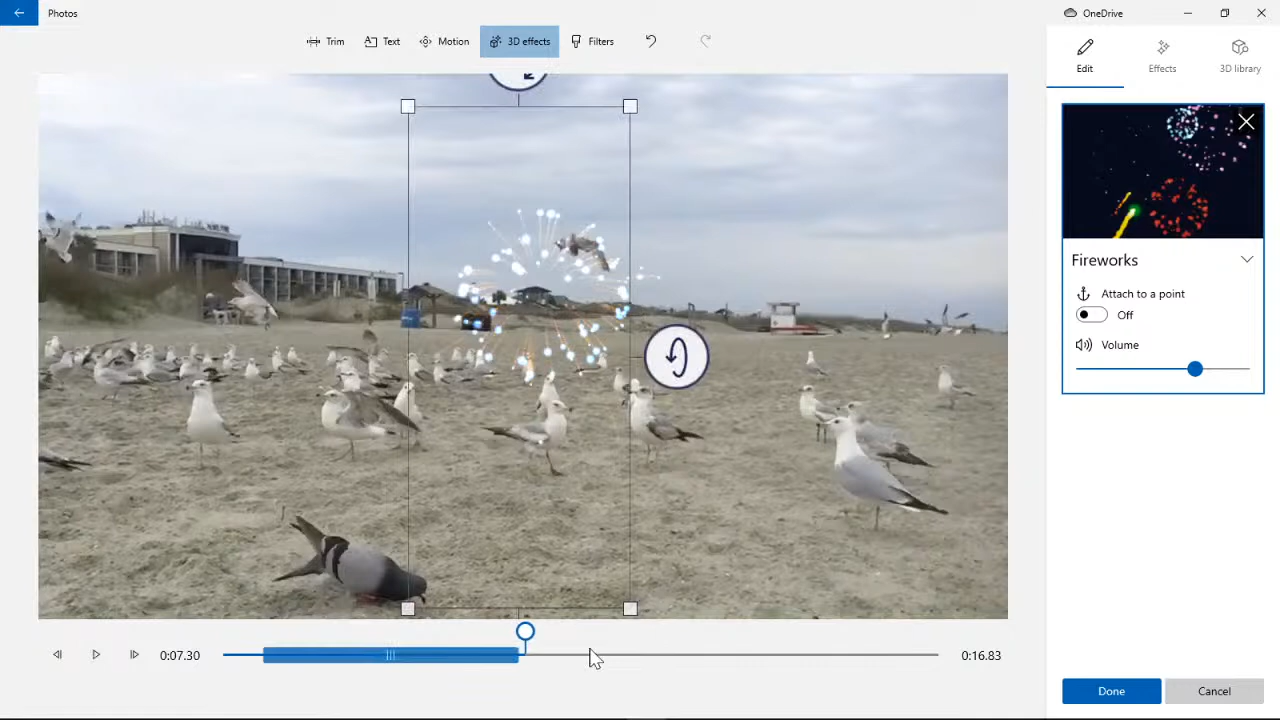 Photos
OneDrive
Trim
Text
Motion
3D effects
Filters
Edit
Effects
3D library
Fireworks
Attach to a point
Off
Volume
0:07.30
0:16.83
Done
Cancel